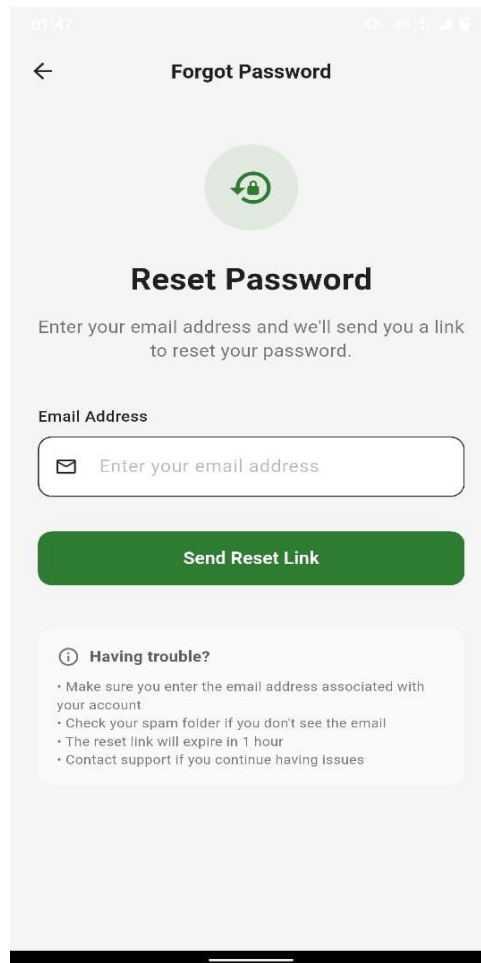 01:47
Forgot Password
Reset Password
Enter your email address and we'll send you a link
to reset your password.
Email Address
Enter your email address
Send Reset Link
Having trouble?
• Make sure you enter the email address associated with
your account
• Check your spam folder if you don't see the email
• The reset link will expire in 1 hour
• Contact support if you continue having issues